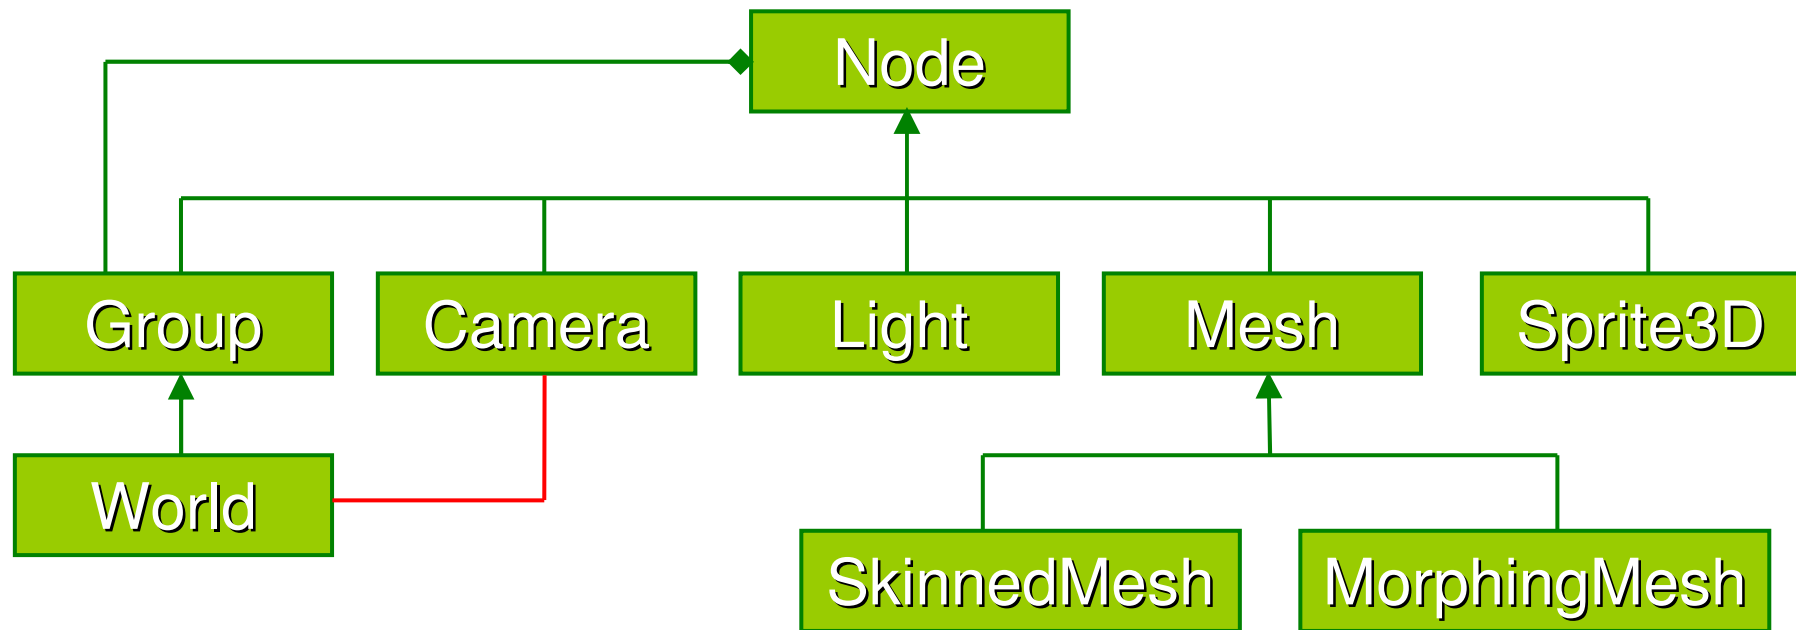 Node
Group
Camera
Light
Mesh
Sprite3D
World
SkinnedMesh
MorphingMesh